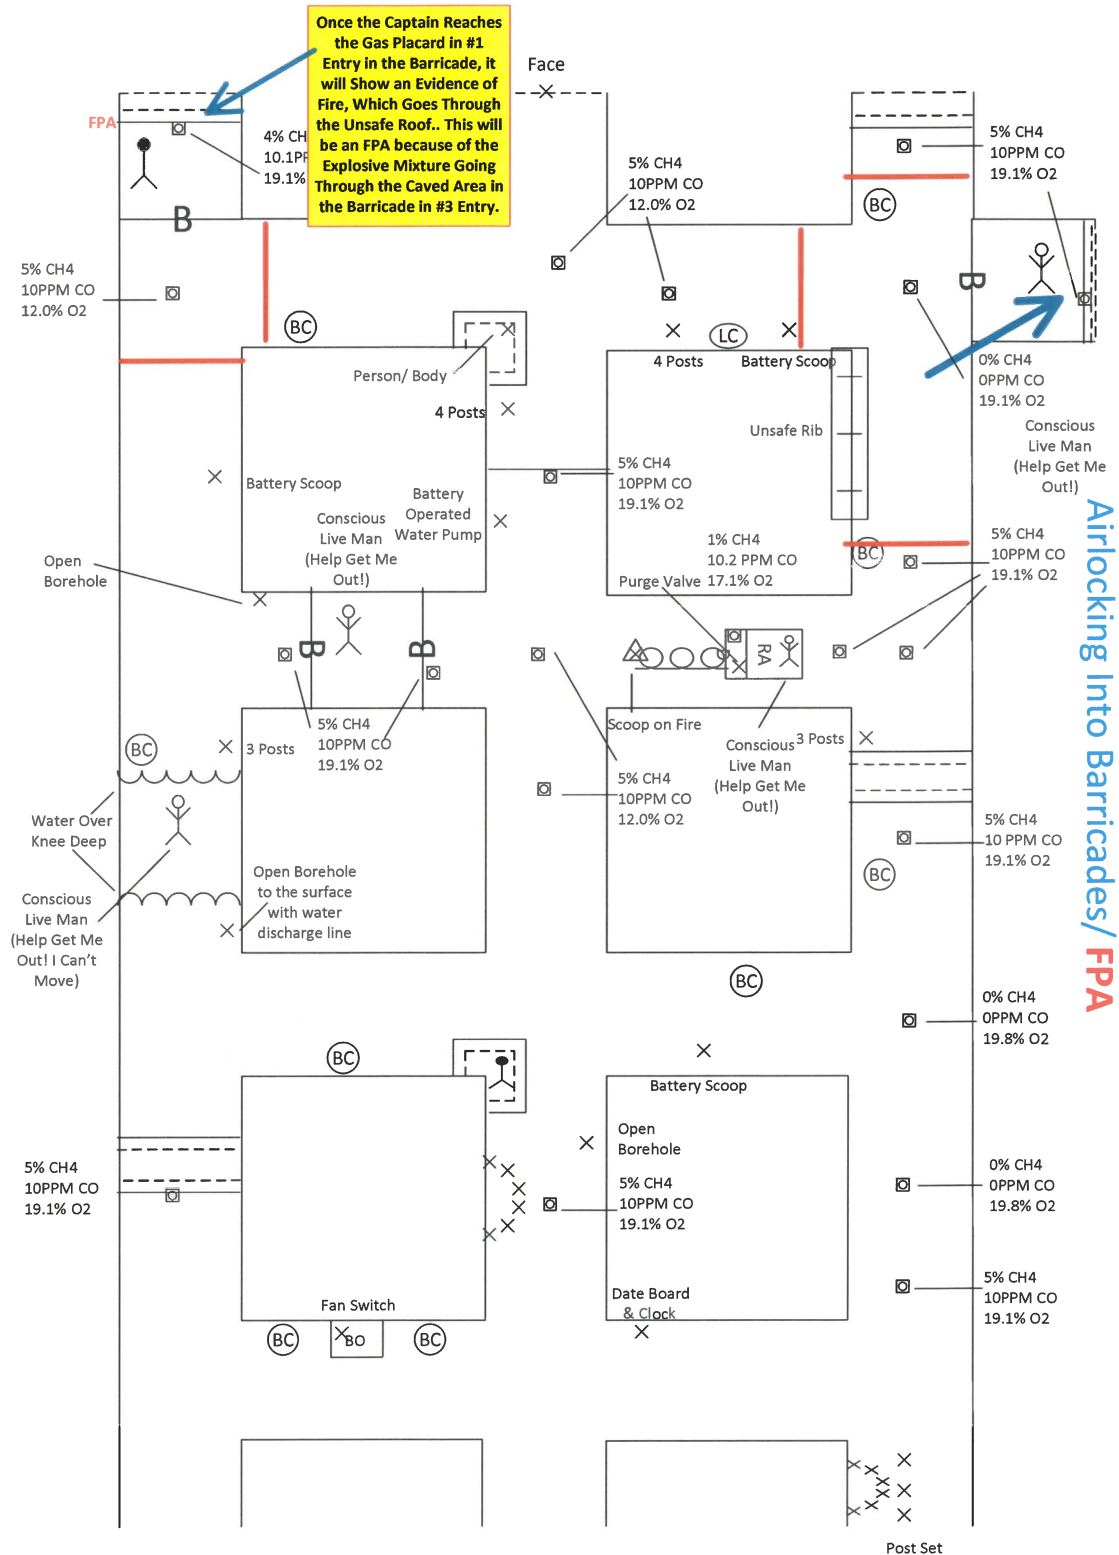 Once the Captain Reaches
the Gas Placard in #1
Entry in the Barricade, it
will Show an Evidence of
Fire, Which Goes Through
the Unsafe Roof.. This will
be an FPA because of the
Explosive Mixture Going
Through the Caved Area in
the Barricade in #3 Entry.
Face
FPA
4% CH
10.1PP
19.1%
5% CH4
10PPM CO
12.0% O2
5% CH4
10PPM CO
19.1% O2
BC
B
B
5% CH4
10PPM CO
12.0% O2
BC
LC
4 Posts
Battery Scoop
0% CH4
0PPM CO
19.1% O2
Person/ Body
4 Posts
Unsafe Rib
Conscious
Live Man
(Help Get Me
Out!)
Battery Scoop
Battery
Operated
Water Pump
5% CH4
10PPM CO
19.1% O2
Conscious
Live Man
(Help Get Me
Out!)
1% CH4
10.2 PPM CO
17.1% O2
BC
5% CH4
10PPM CO
19.1% O2
Open
Borehole
Purge Valve
Airlocking Into Barricades/ FPA
B
B
RA
Scoop on Fire
5% CH4
10PPM CO
19.1% O2
BC
3 Posts
Conscious
Live Man
(Help Get Me
Out!)
3 Posts
5% CH4
10PPM CO
12.0% O2
Water Over
Knee Deep
5% CH4
10 PPM CO
19.1% O2
BC
Open Borehole
to the surface
with water
discharge line
Conscious
Live Man
(Help Get Me
Out! I Can't
Move)
BC
0% CH4
0PPM CO
19.8% O2
BC
Battery Scoop
Open
Borehole
5% CH4
10PPM CO
19.1% O2
5% CH4
10PPM CO
19.1% O2
0% CH4
0PPM CO
19.8% O2
5% CH4
10PPM CO
19.1% O2
Fan Switch
Date Board
& Clock
BC
BO
BC
Post Set